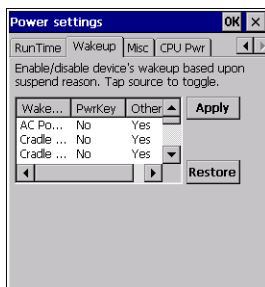 Power settings OK ×
RunTime Wakeup Misc CPU Pwr
Enable/disable device's wakeup based upon
suspend reason. Tap source to toggle.
Wake... PwrKey Other
AC Po... No Yes
Cradle ... No Yes
Cradle ... No Yes
Apply
Restore